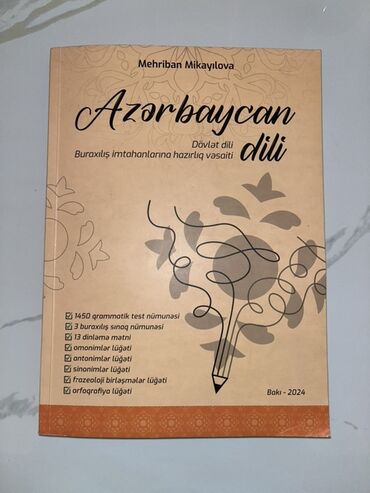 Mehriban Mikayılova
Azərbaycan
dili
Dövlət dili
Buraxılış imtahanlarına hazırlıq vəsaiti
1450 qrammatik test nümunəsi
3 buraxılış sınaq nümunəsi
13 dinləmə mətni
omonimlər lüğəti
antonimlər lüğəti
sinonimlər lüğəti
frazeoloji birləşmələr lüğəti
orfoqrafiya lüğəti
Bakı - 2024